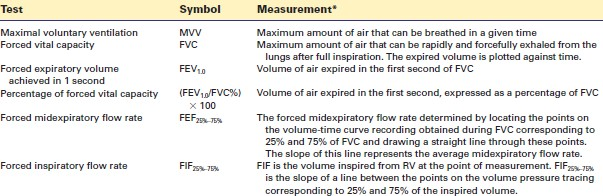 Test Symbol Measurement*
Maximal voluntary ventilation MVV Maximum amount of air that can be breathed in a given time
Forced vital capacity FVC Maximum amount of air that can be rapidly and forcefully exhaled from the
lungs after full inspiration. The expired volume is plotted against time.
Forced expiratory volume FEV1.0 Volume of air expired in the first second of FVC
achieved in 1 second
Percentage of forced vital capacity (FEV1.0/FVC%) Volume of air expired in the first second, expressed as a percentage of FVC
× 100
Forced midexpiratory flow rate FEF25%–75% The forced midexpiratory flow rate determined by locating the points on
the volume-time curve recording obtained during FVC corresponding to
25% and 75% of FVC and drawing a straight line through these points.
The slope of this line represents the average midexpiratory flow rate.
Forced inspiratory flow rate FIF25%–75% FIF is the volume inspired from RV at the point of measurement. FIF25%–75%
is the slope of a line between the points on the volume pressure tracing
corresponding to 25% and 75% of the inspired volume.